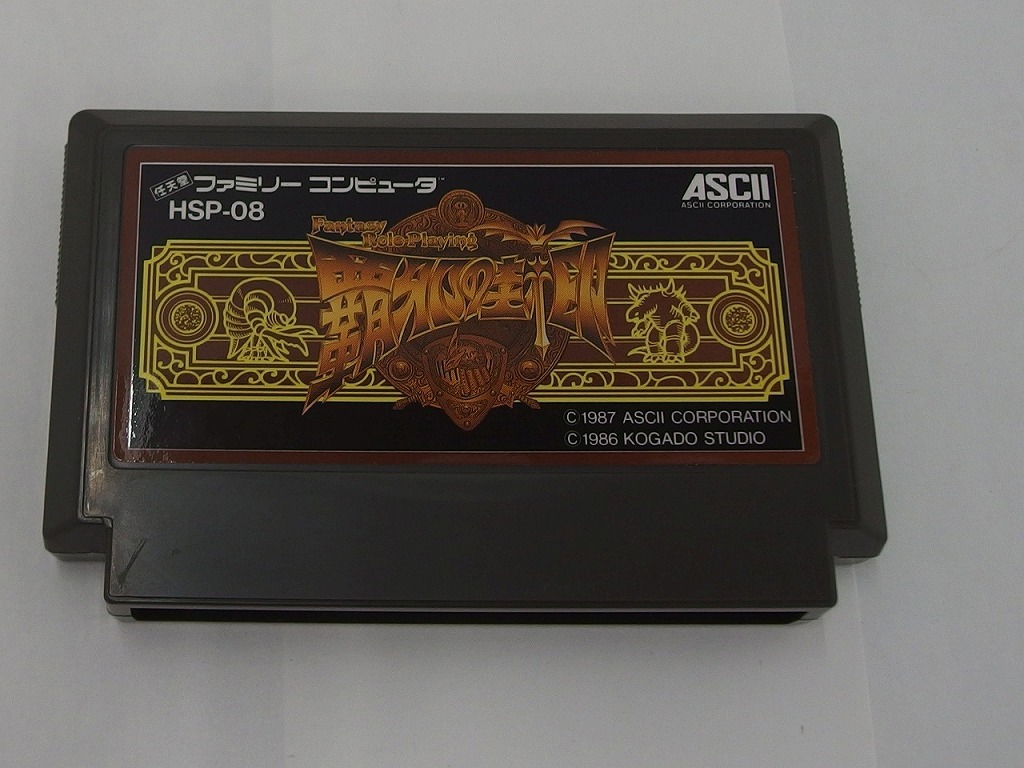 任天堂 ファミリー コンピュータ™
HSP-08
ASCII
ASCII CORPORATION
Fantasy
Role Playing
覇邪の封印
©1987 ASCII CORPORATION
©1986 KOGADO STUDIO